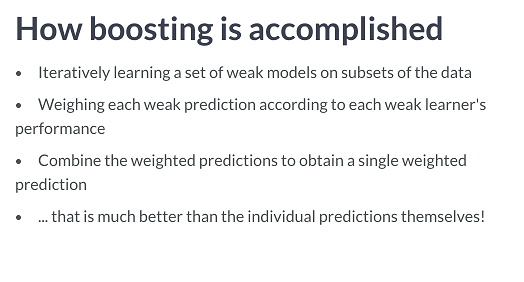 How boosting is accomplished
• Iteratively learning a set of weak models on subsets of the data
• Weighing each weak prediction according to each weak learner's
performance
• Combine the weighted predictions to obtain a single weighted
prediction
• ... that is much better than the individual predictions themselves!